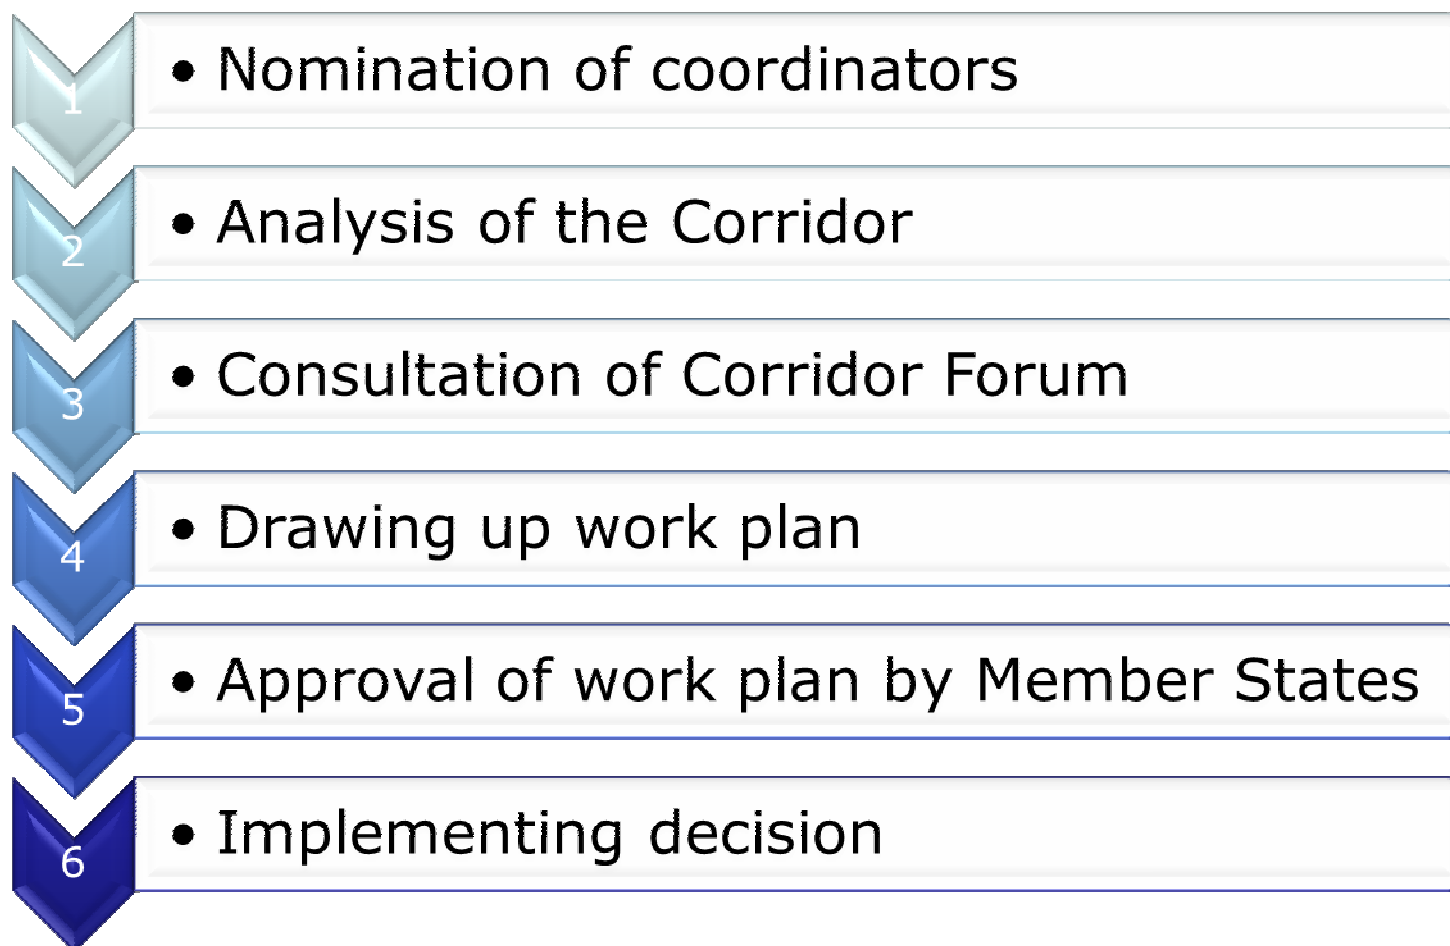 1
• Nomination of coordinators
2
• Analysis of the Corridor
3
• Consultation of Corridor Forum
4
• Drawing up work plan
5
• Approval of work plan by Member States
6
• Implementing decision